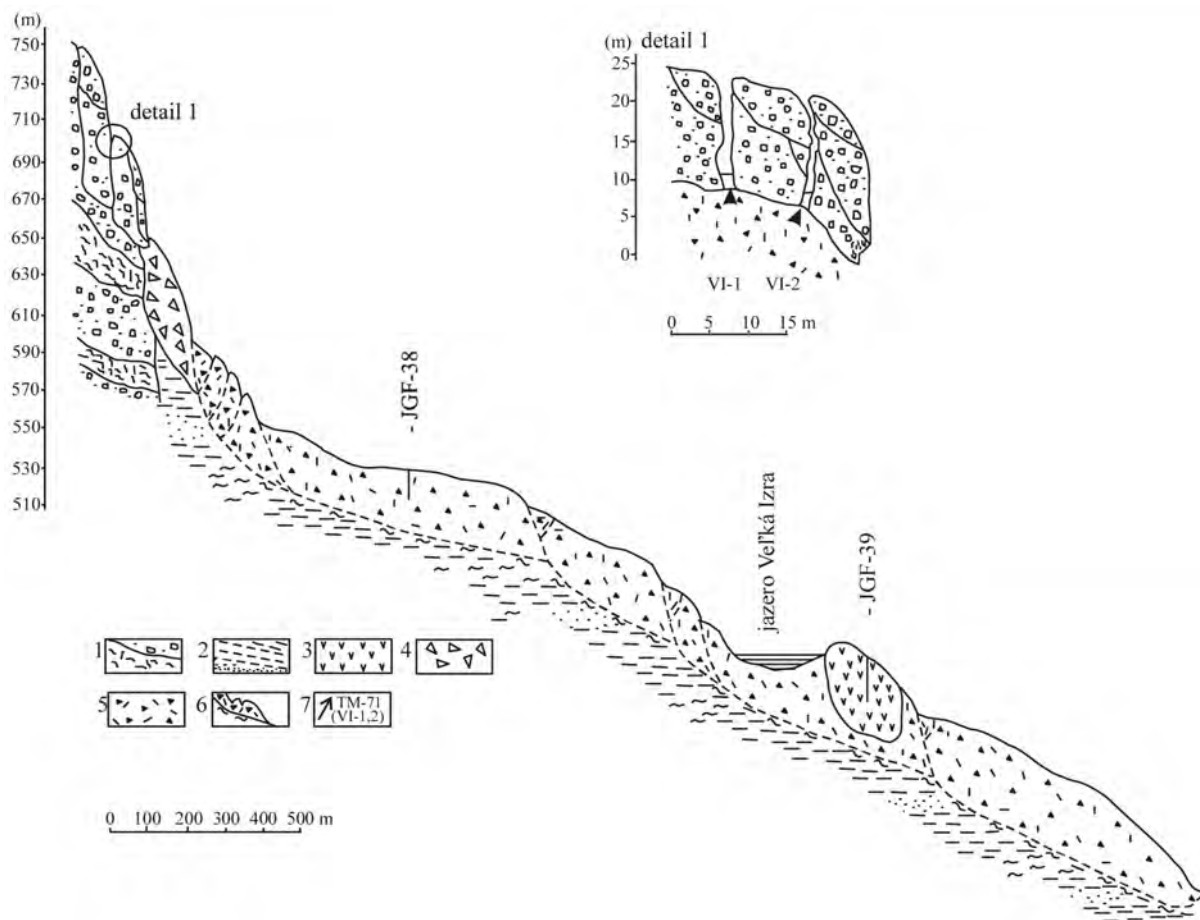 (m)
750
730
710
690
670
650
630
610
590
570
550
530
510
detail 1
(m) detail 1
25
20
15
10
5
0
VI-1 VI-2
0 5 10 15 m
- JGF-38
jazero Veľká Izra
- JGF-39
1 2 3 4
5 6 7 TM-71
(VI-1,2)
0 100 200 300 400 500 m